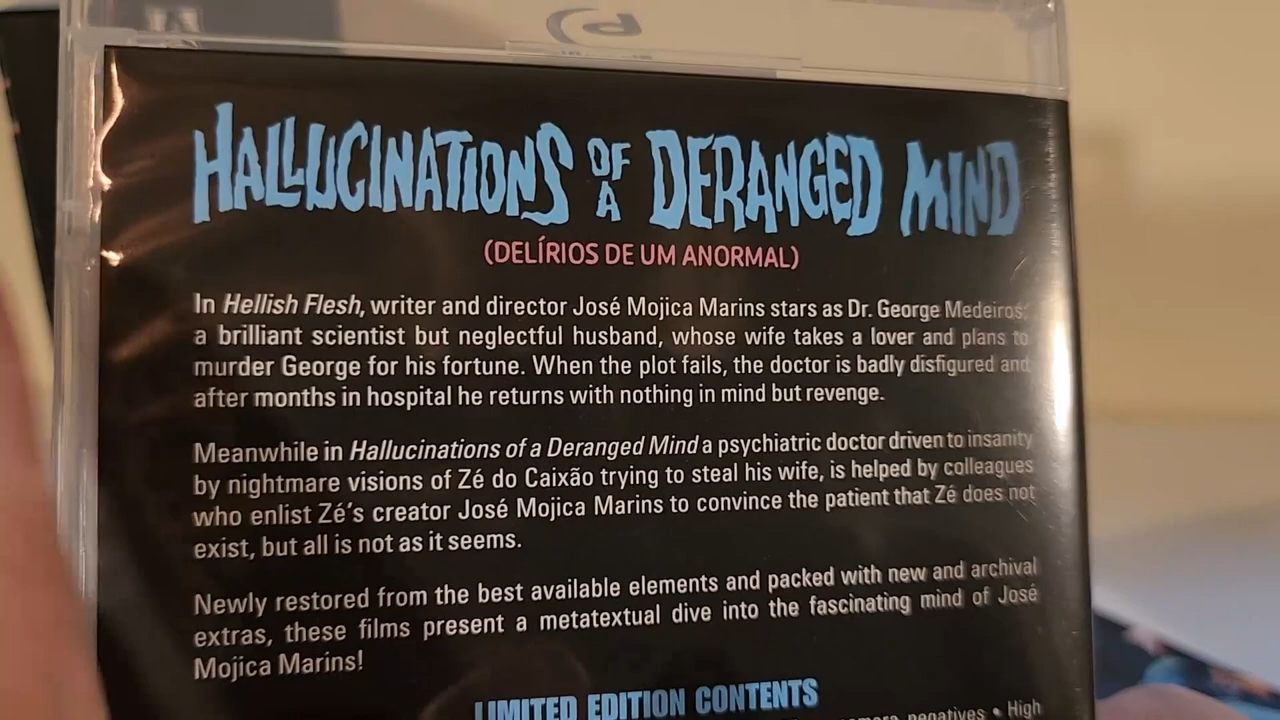 HALLUCINATIONS OF A DERANGED MIND
(DELÍRIOS DE UM ANORMAL)
In Hellish Flesh, writer and director José Mojica Marins stars as Dr. George Medeiros;
a brilliant scientist but neglectful husband, whose wife takes a lover and plans to
murder George for his fortune. When the plot fails, the doctor is badly disfigured and
after months in hospital he returns with nothing in mind but revenge.
Meanwhile in Hallucinations of a Deranged Mind a psychiatric doctor driven to insanity
by nightmare visions of Zé do Caixão trying to steal his wife, is helped by colleagues
who enlist Zé's creator José Mojica Marins to convince the patient that Zé does not
exist, but all is not as it seems.
Newly restored from the best available elements and packed with new and archival
extras, these films present a metatextual dive into the fascinating mind of José
Mojica Marins!
LIMITED EDITION CONTENTS
negatives • High